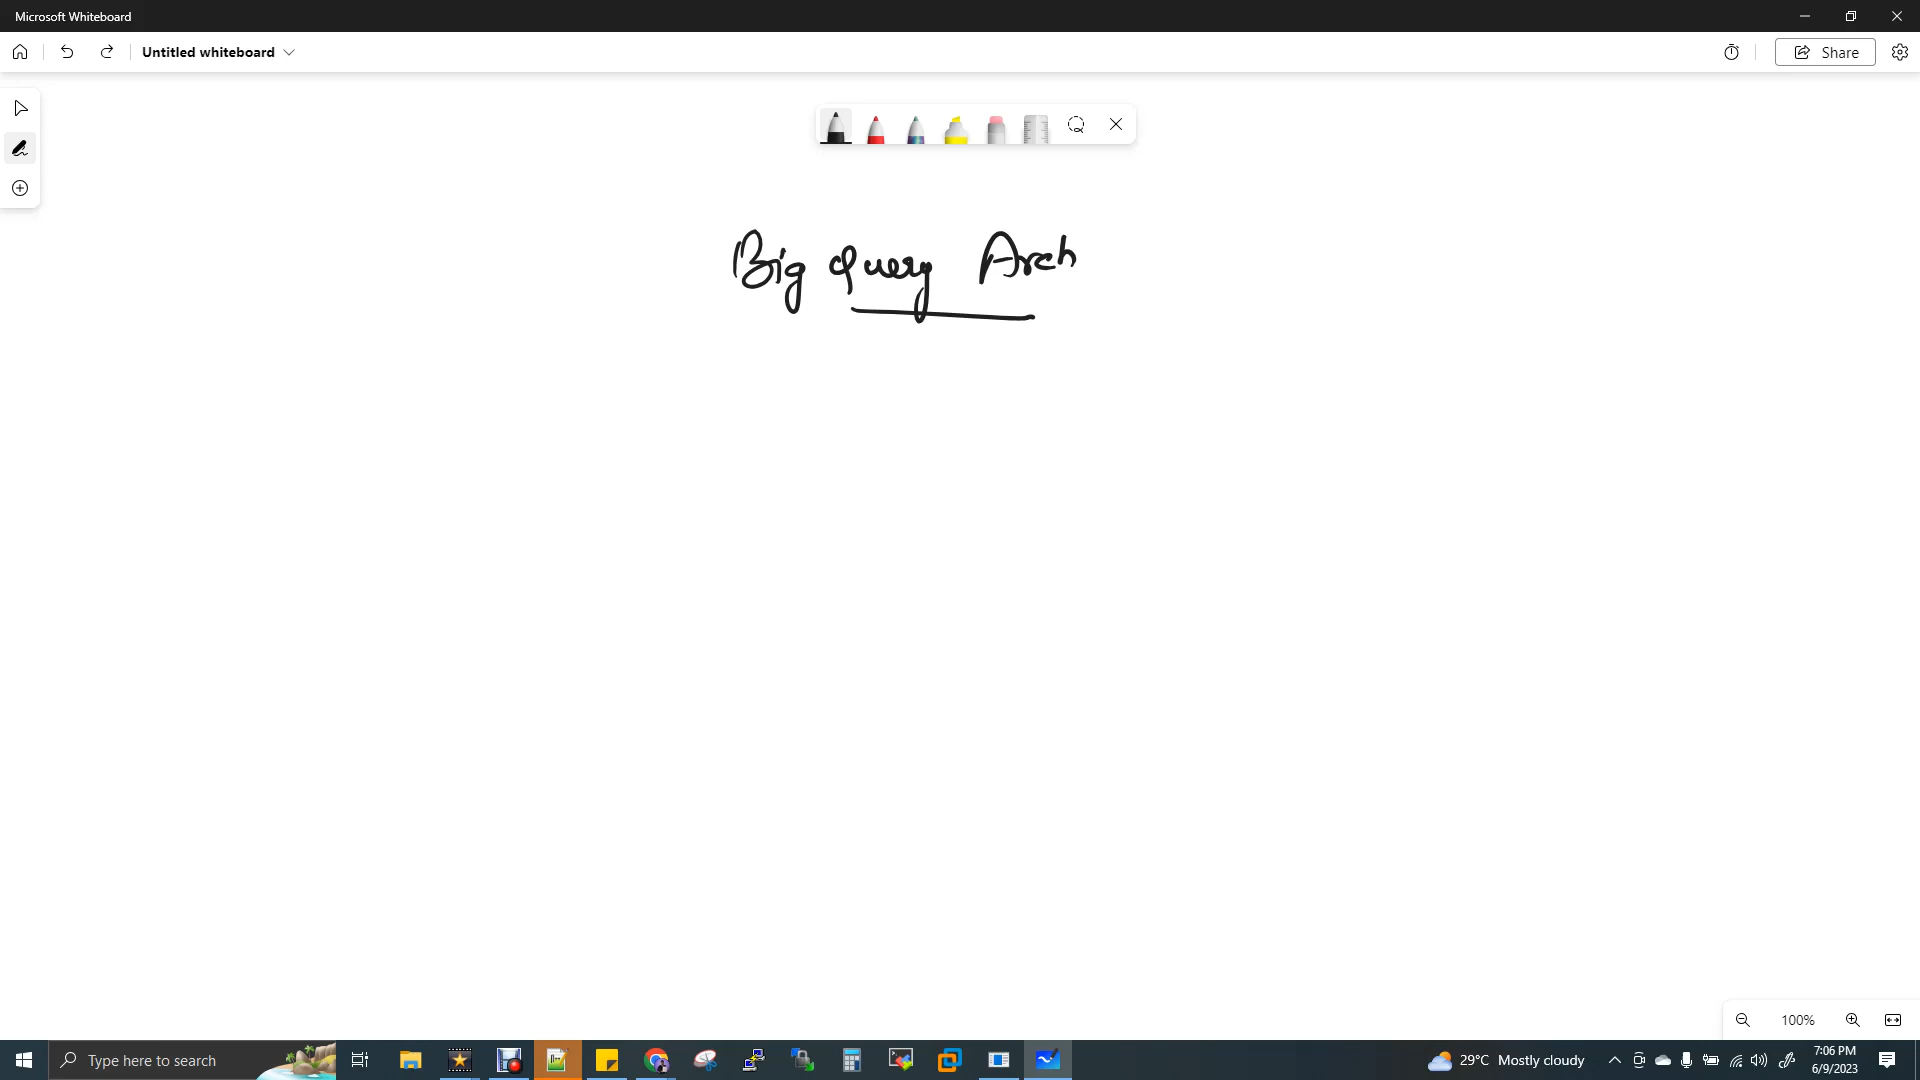 Microsoft Whiteboard
Untitled whiteboard
Share
Big Query Arch
100%
Type here to search
29°C Mostly cloudy
7:06 PM
6/9/2023